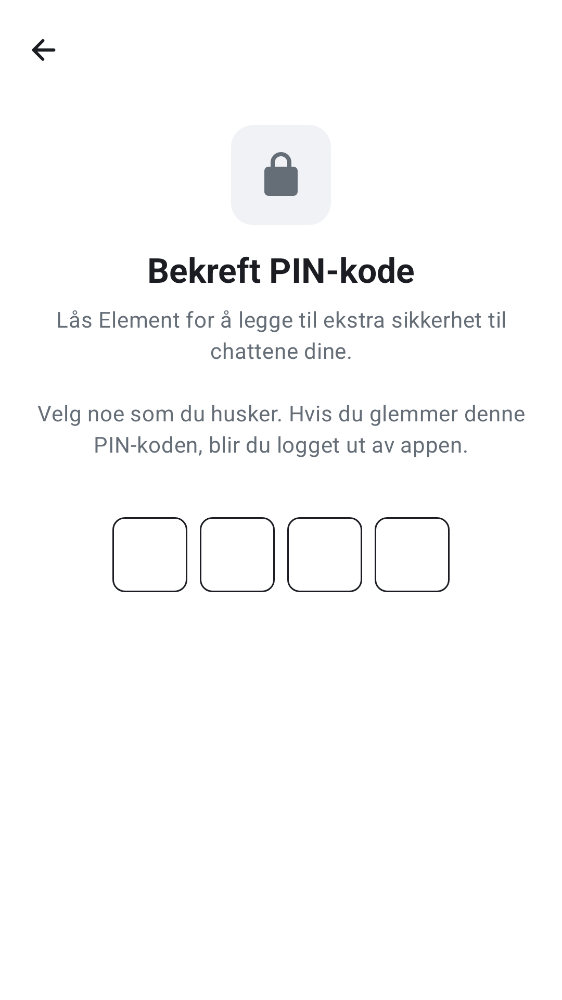 Bekreft PIN-kode
Lås Element for å legge til ekstra sikkerhet til
chattene dine.
Velg noe som du husker. Hvis du glemmer denne
PIN-koden, blir du logget ut av appen.